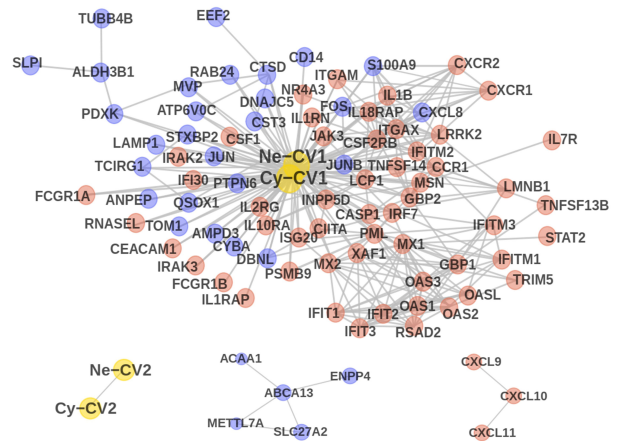 TUBB4B
EEF2
SLPI
ALDH3B1
RAB24
CTSD
CD14
S100A9
CXCR2
MVP
ITGAM
NR4A3
CXCR1
PDXK
ATP6V0C
DNAJC5
FOS
IL1B
IL18RAP
CXCL8
CST3
IL1RN
ITGAX
LAMP1
STXBP2
CSF1
JAK3
CSF2RB
LRRK2
IL7R
IRAK2
JUN
Ne−CV1
IFITM2
TCIRG1
JUNB
TNFSF14
CCR1
IFI30
PTPN6
Cy−CV1
LCP1
MSN
LMNB1
FCGR1A
ANPEP
QSOX1
IL2RG
INPP5D
GBP2
TNFSF13B
RNASEL
TOM1
IL10RA
CASP1
IRF7
IFITM3
AMPD3
CIITA
PML
STAT2
CEACAM1
CYBA
ISG20
MX1
IRAK3
DBNL
MX2
XAF1
GBP1
IFITM1
FCGR1B
PSMB9
OAS3
TRIM5
IL1RAP
OAS1
OASL
IFIT1
IFIT2
OAS2
IFIT3
RSAD2
Ne−CV2
Cy−CV2
ACAA1
ENPP4
ABCA13
METTL7A
SLC27A2
CXCL9
CXCL10
CXCL11